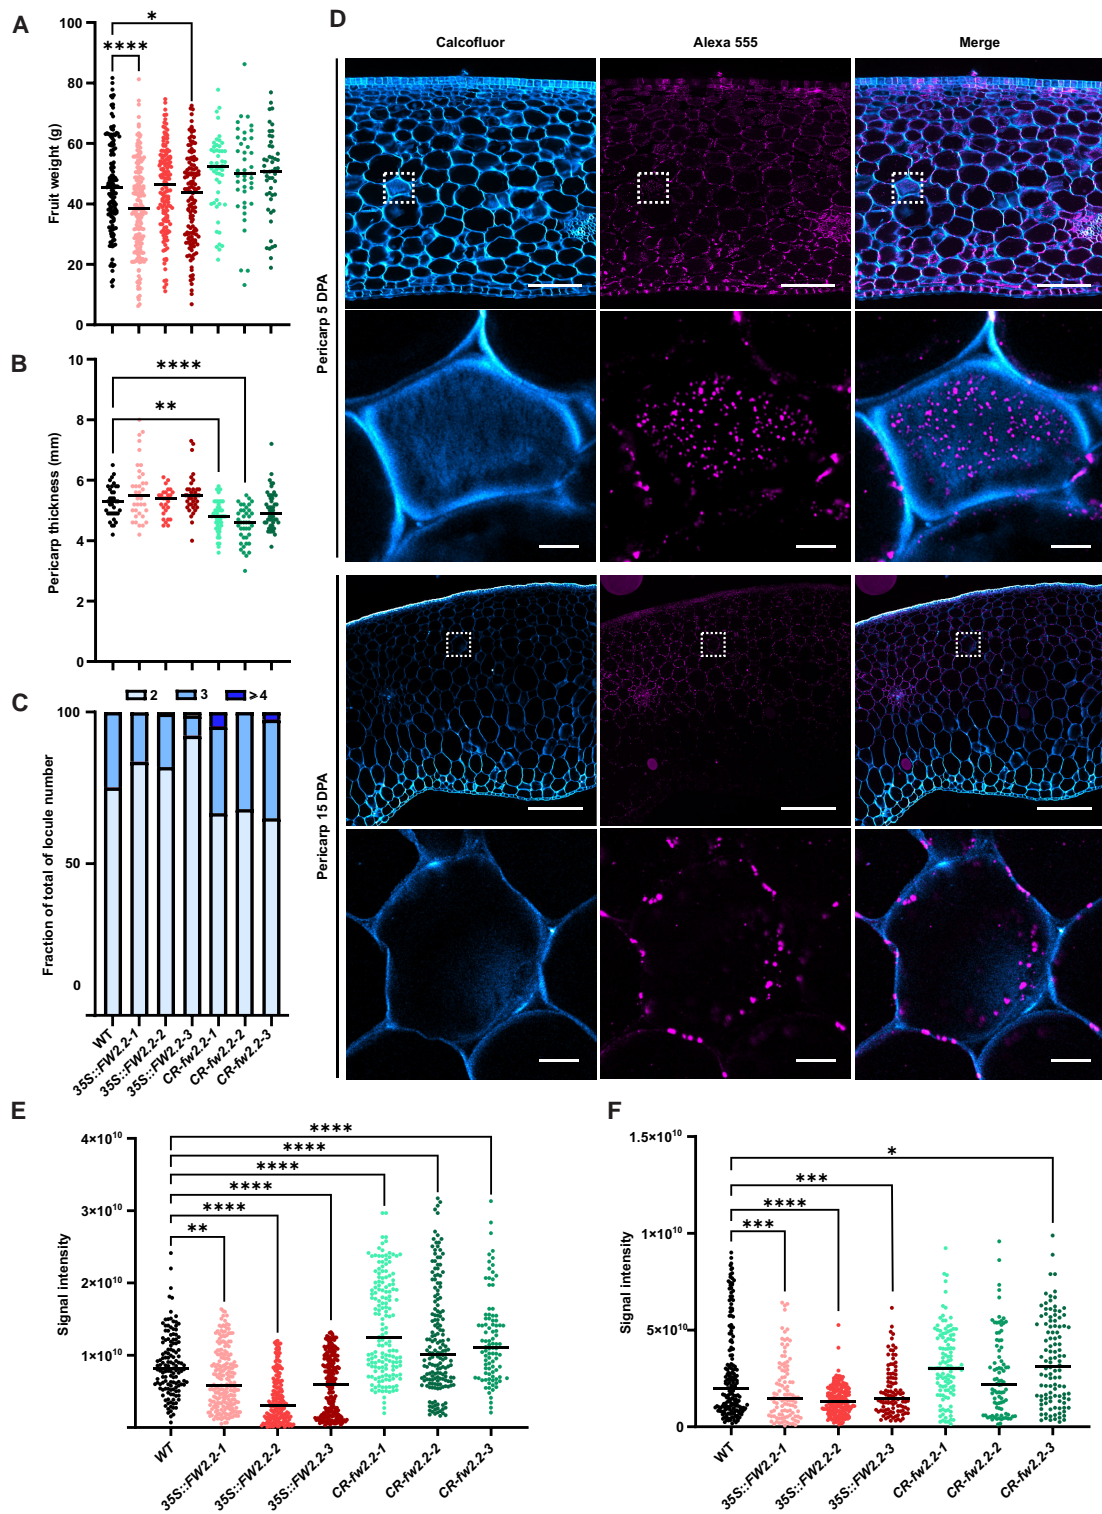 A
Fruit weight (g)
100
80
60
40
20
0
*
****
B
Pericarp thickness (mm)
10
8
6
4
2
0
****
**
C
2 3 ⩾4
Fraction of total of locule number
100
50
0
WT
35S::FW2.2-1
35S::FW2.2-2
35S::FW2.2-3
CR-fw2.2-1
CR-fw2.2-2
CR-fw2.2-3
D
Calcofluor Alexa 555 Merge
Pericarp 5 DPA
Pericarp 15 DPA
E
Signal intensity
4×10¹⁰
3×10¹⁰
2×10¹⁰
1×10¹⁰
****
****
****
****
****
**
WT
35S::FW2.2-1
35S::FW2.2-2
35S::FW2.2-3
CR-fw2.2-1
CR-fw2.2-2
CR-fw2.2-3
F
Signal intensity
1.5×10¹⁰
1×10¹⁰
5×10¹⁰
0
*
***
****
***
WT
35S::FW2.2-1
35S::FW2.2-2
35S::FW2.2-3
CR-fw2.2-1
CR-fw2.2-2
CR-fw2.2-3